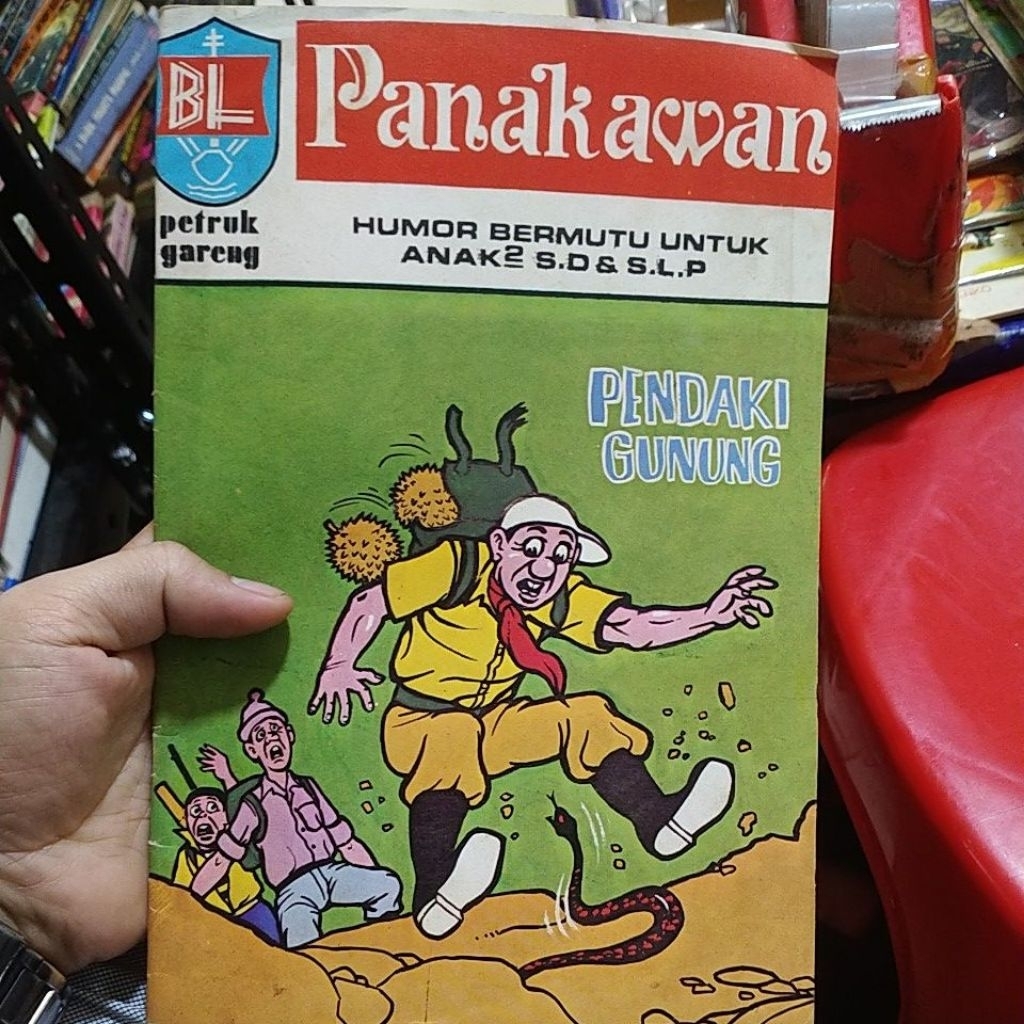 BL
Panakawan
petruk
gareng
HUMOR BERMUTU UNTUK
ANAK2 S.D & S.L.P
PENDAKI
GUNUNG